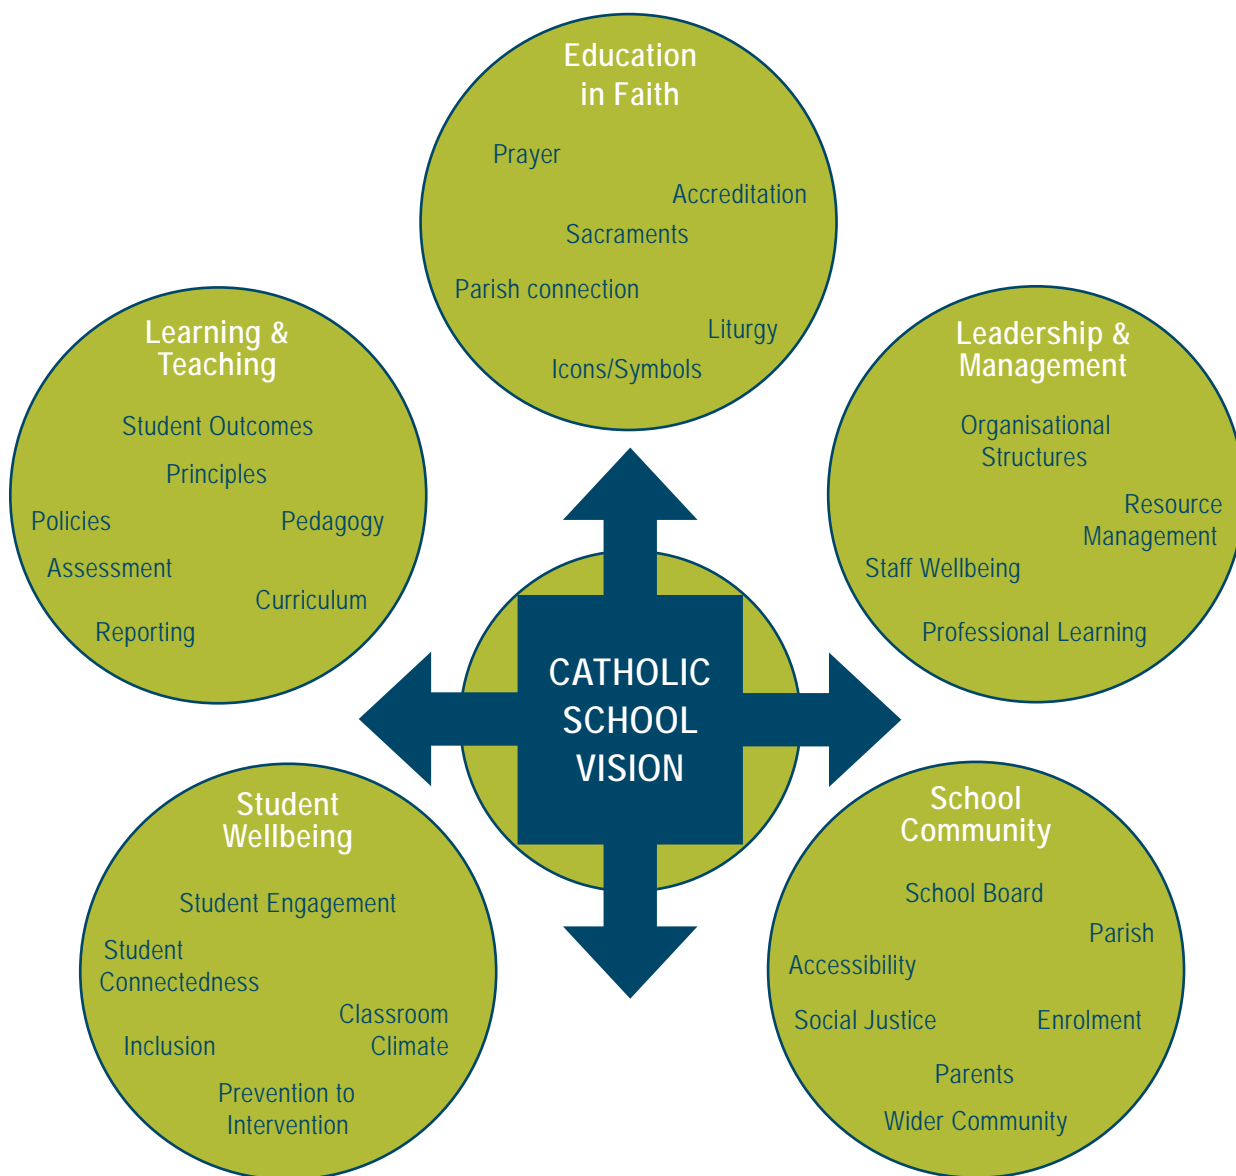 Education
in Faith
Prayer
Accreditation
Sacraments
Parish connection
Liturgy
Icons/Symbols
Learning &
Teaching
Student Outcomes
Principles
Policies
Pedagogy
Assessment
Curriculum
Reporting
Leadership &
Management
Organisational
Structures
Resource
Management
Staff Wellbeing
Professional Learning
CATHOLIC
SCHOOL
VISION
Student
Wellbeing
Student Engagement
Student
Connectedness
Classroom
Climate
Inclusion
Prevention to
Intervention
School
Community
School Board
Parish
Accessibility
Social Justice
Enrolment
Parents
Wider Community